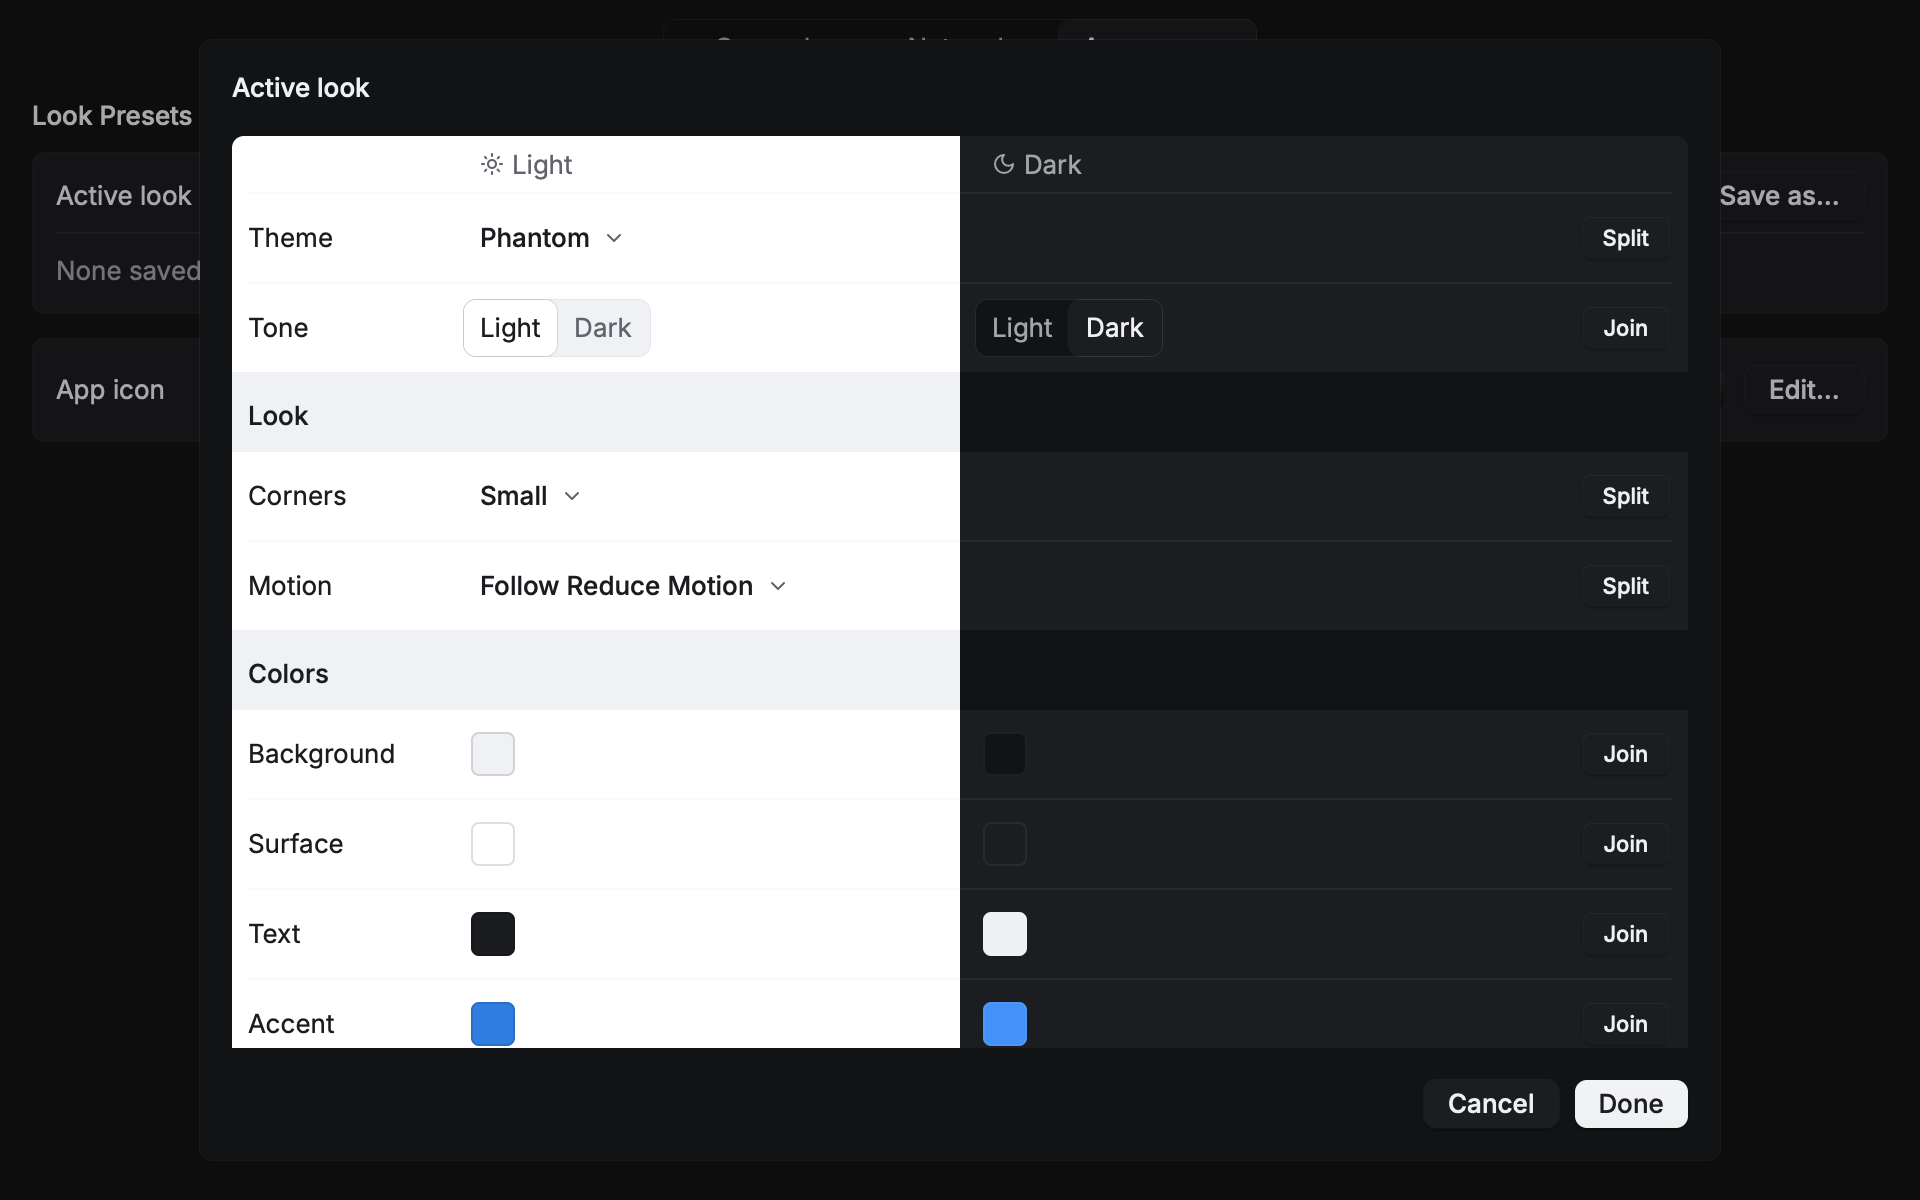 Active look
Look Presets
Light
Dark
Active look
Save as...
Theme
Phantom
Split
None saved
Tone
Light
Dark
Light
Dark
Join
App icon
Edit...
Look
Corners
Small
Split
Motion
Follow Reduce Motion
Split
Colors
Background
Join
Surface
Join
Text
Join
Accent
Join
Cancel
Done